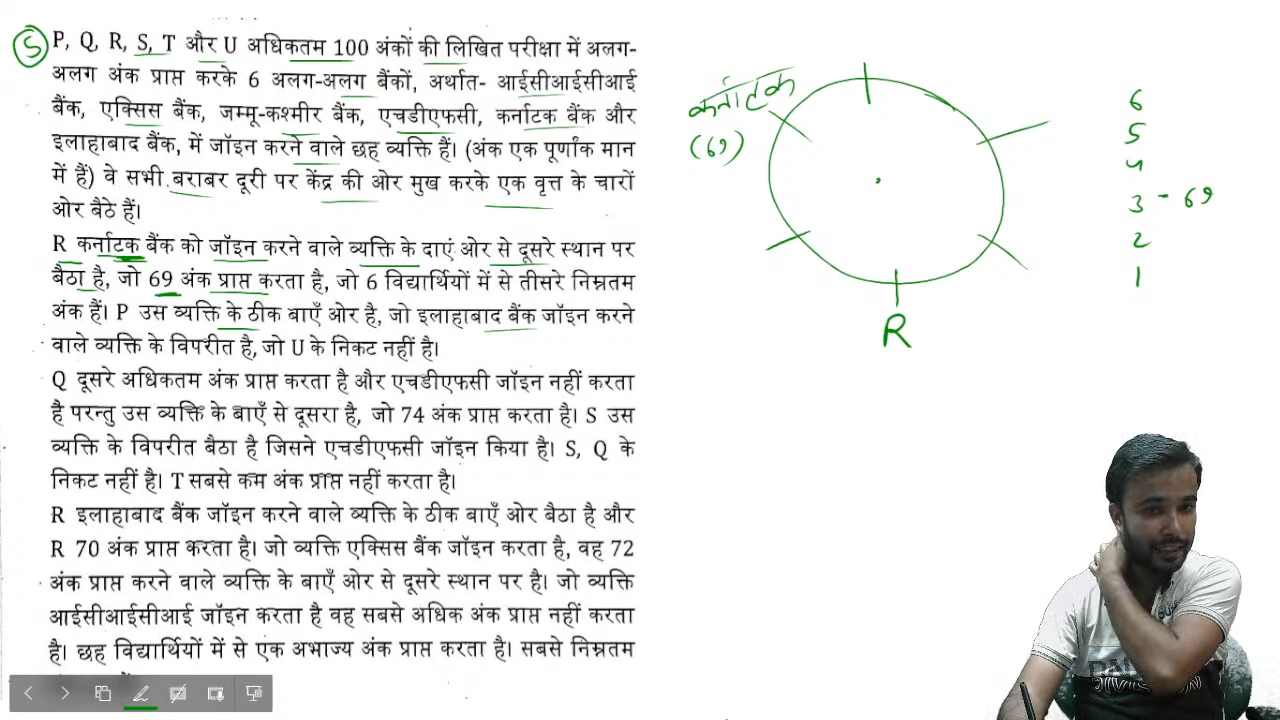 (5) P, Q, R, S, T और U अधिकतम 100 अंकों की लिखित परीक्षा में अलग-
अलग अंक प्राप्त करके 6 अलग-अलग बैंकों, अर्थात- आईसीआईसीआई
बैंक, एक्सिस बैंक, जम्मू-कश्मीर बैंक, एचडीएफसी, कर्नाटक बैंक और
इलाहाबाद बैंक, में जॉइन करने वाले छह व्यक्ति हैं। (अंक एक पूर्णांक मान
में हैं) वे सभी बराबर दूरी पर केंद्र की ओर मुख करके एक वृत्त के चारों
ओर बैठे हैं।
R कर्नाटक बैंक को जॉइन करने वाले व्यक्ति के दाएं ओर से दूसरे स्थान पर
बैठा है, जो 69 अंक प्राप्त करता है, जो 6 विद्यार्थियों में से तीसरे निम्नतम
अंक हैं। P उस व्यक्ति के ठीक बाएँ ओर है, जो इलाहाबाद बैंक जॉइन करने
वाले व्यक्ति के विपरीत है, जो U के निकट नहीं है।
Q दूसरे अधिकतम अंक प्राप्त करता है और एचडीएफसी जॉइन नहीं करता
है परन्तु उस व्यक्ति के बाएँ से दूसरा है, जो 74 अंक प्राप्त करता है। S उस
व्यक्ति के विपरीत बैठा है जिसने एचडीएफसी जॉइन किया है। S, Q के
निकट नहीं है। T सबसे कम अंक प्राप्त नहीं करता है।
R इलाहाबाद बैंक जॉइन करने वाले व्यक्ति के ठीक बाएँ ओर बैठा है और
R 70 अंक प्राप्त करता है। जो व्यक्ति एक्सिस बैंक जॉइन करता है, वह 72
अंक प्राप्त करने वाले व्यक्ति के बाएँ ओर से दूसरे स्थान पर है। जो व्यक्ति
आईसीआईसीआई जॉइन करता है वह सबसे अधिक अंक प्राप्त नहीं करता
है। छह विद्यार्थियों में से एक अभाज्य अंक प्राप्त करता है। सबसे निम्नतम
कर्नाटक
(69)
R
6
5
4
3 - 69
2
1